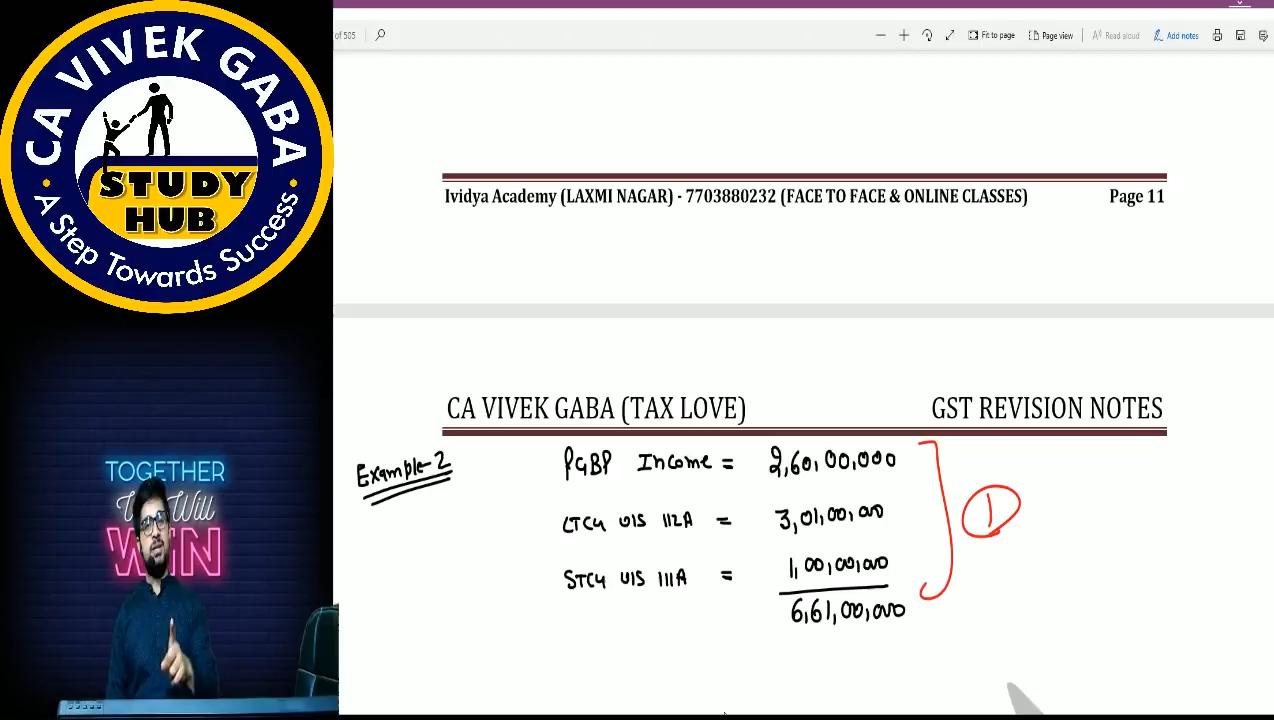 CA VIVEK GABA
STUDY
HUB
A Step Towards Success
TOGETHER
We Will
WIN
of 585
Fit to page
Page view
Read aloud
Add notes
Ividya Academy (LAXMI NAGAR) - 7703880232 (FACE TO FACE & ONLINE CLASSES) Page 11
CA VIVEK GABA (TAX LOVE) GST REVISION NOTES
Example-2
PGBP Income = 2,60,00,000
LTCG U/S 112A = 3,01,00,000
STCG U/S 111A = 1,00,00,000
6,61,00,000
1